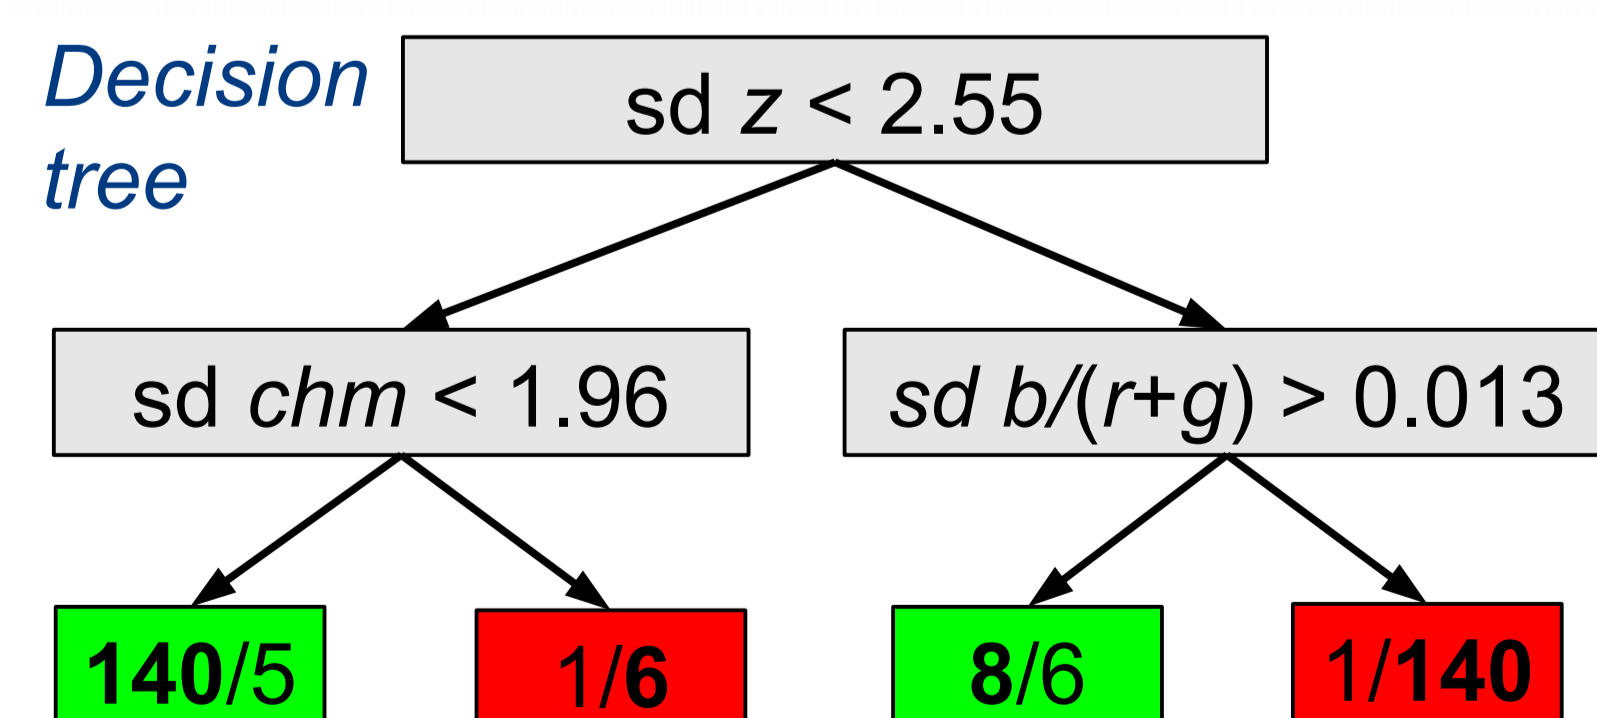 Decision
tree
sd z < 2.55
sd chm < 1.96
sd b/(r+g) > 0.013
140/5
1/6
8/6
1/140